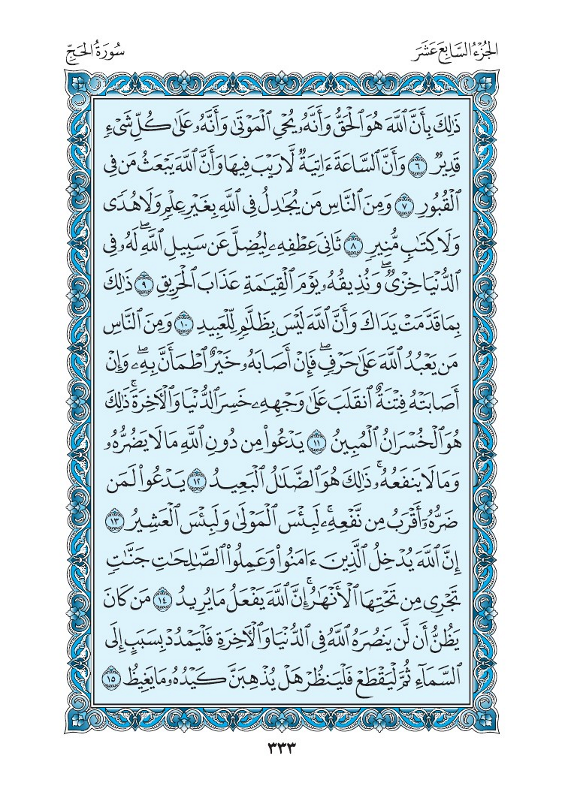 الجُزْءُ السَّابِعَ عَشَرَ
سُورَةُ الحَجِّ
ذَٰلِكَ بِأَنَّ ٱللَّهَ هُوَ ٱلْحَقُّ وَأَنَّهُۥ يُحْىِ ٱلْمَوْتَىٰ وَأَنَّهُۥ عَلَىٰ كُلِّ شَىْءٍ
قَدِيرٌ ٦ وَأَنَّ ٱلسَّاعَةَ ءَاتِيَةٌ لَّا رَيْبَ فِيهَا وَأَنَّ ٱللَّهَ يَبْعَثُ مَن فِى
ٱلْقُبُورِ ٧ وَمِنَ ٱلنَّاسِ مَن يُجَٰدِلُ فِى ٱللَّهِ بِغَيْرِ عِلْمٍ وَلَا هُدًى
وَلَا كِتَٰبٍ مُّنِيرٍ ٨ ثَانِىَ عِطْفِهِۦ لِيُضِلَّ عَن سَبِيلِ ٱللَّهِ ۖ لَهُۥ فِى
ٱلدُّنْيَا خِزْىٌ ۖ وَنُذِيقُهُۥ يَوْمَ ٱلْقِيَٰمَةِ عَذَابَ ٱلْحَرِيقِ ٩ ذَٰلِكَ
بِمَا قَدَّمَتْ يَدَاكَ وَأَنَّ ٱللَّهَ لَيْسَ بِظَلَّٰمٍ لِّلْعَبِيدِ ١٠ وَمِنَ ٱلنَّاسِ
مَن يَعْبُدُ ٱللَّهَ عَلَىٰ حَرْفٍ ۖ فَإِنْ أَصَابَهُۥ خَيْرٌ ٱطْمَأَنَّ بِهِۦ ۖ وَإِنْ
أَصَابَتْهُ فِتْنَةٌ ٱنقَلَبَ عَلَىٰ وَجْهِهِۦ خَسِرَ ٱلدُّنْيَا وَٱلْءَاخِرَةَ ۚ ذَٰلِكَ
هُوَ ٱلْخُسْرَانُ ٱلْمُبِينُ ١١ يَدْعُوا۟ مِن دُونِ ٱللَّهِ مَا لَا يَضُرُّهُۥ
وَمَا لَا يَنفَعُهُۥ ۚ ذَٰلِكَ هُوَ ٱلضَّلَٰلُ ٱلْبَعِيدُ ١٢ يَدْعُوا۟ لَمَن
ضَرُّهُۥٓ أَقْرَبُ مِن نَّفْعِهِۦ ۚ لَبِئْسَ ٱلْمَوْلَىٰ وَلَبِئْسَ ٱلْعَشِيرُ ١٣
إِنَّ ٱللَّهَ يُدْخِلُ ٱلَّذِينَ ءَامَنُوا۟ وَعَمِلُوا۟ ٱلصَّٰلِحَٰتِ جَنَّٰتٍ
تَجْرِى مِن تَحْتِهَا ٱلْأَنْهَٰرُ ۚ إِنَّ ٱللَّهَ يَفْعَلُ مَا يُرِيدُ ١٤ مَن كَانَ
يَظُنُّ أَن لَّن يَنصُرَهُ ٱللَّهُ فِى ٱلدُّنْيَا وَٱلْءَاخِرَةِ فَلْيَمْدُدْ بِسَبَبٍ إِلَى
ٱلسَّمَآءِ ثُمَّ لْيَقْطَعْ فَلْيَنظُرْ هَلْ يُذْهِبَنَّ كَيْدُهُۥ مَا يَغِيظُ ١٥
٣٣٣